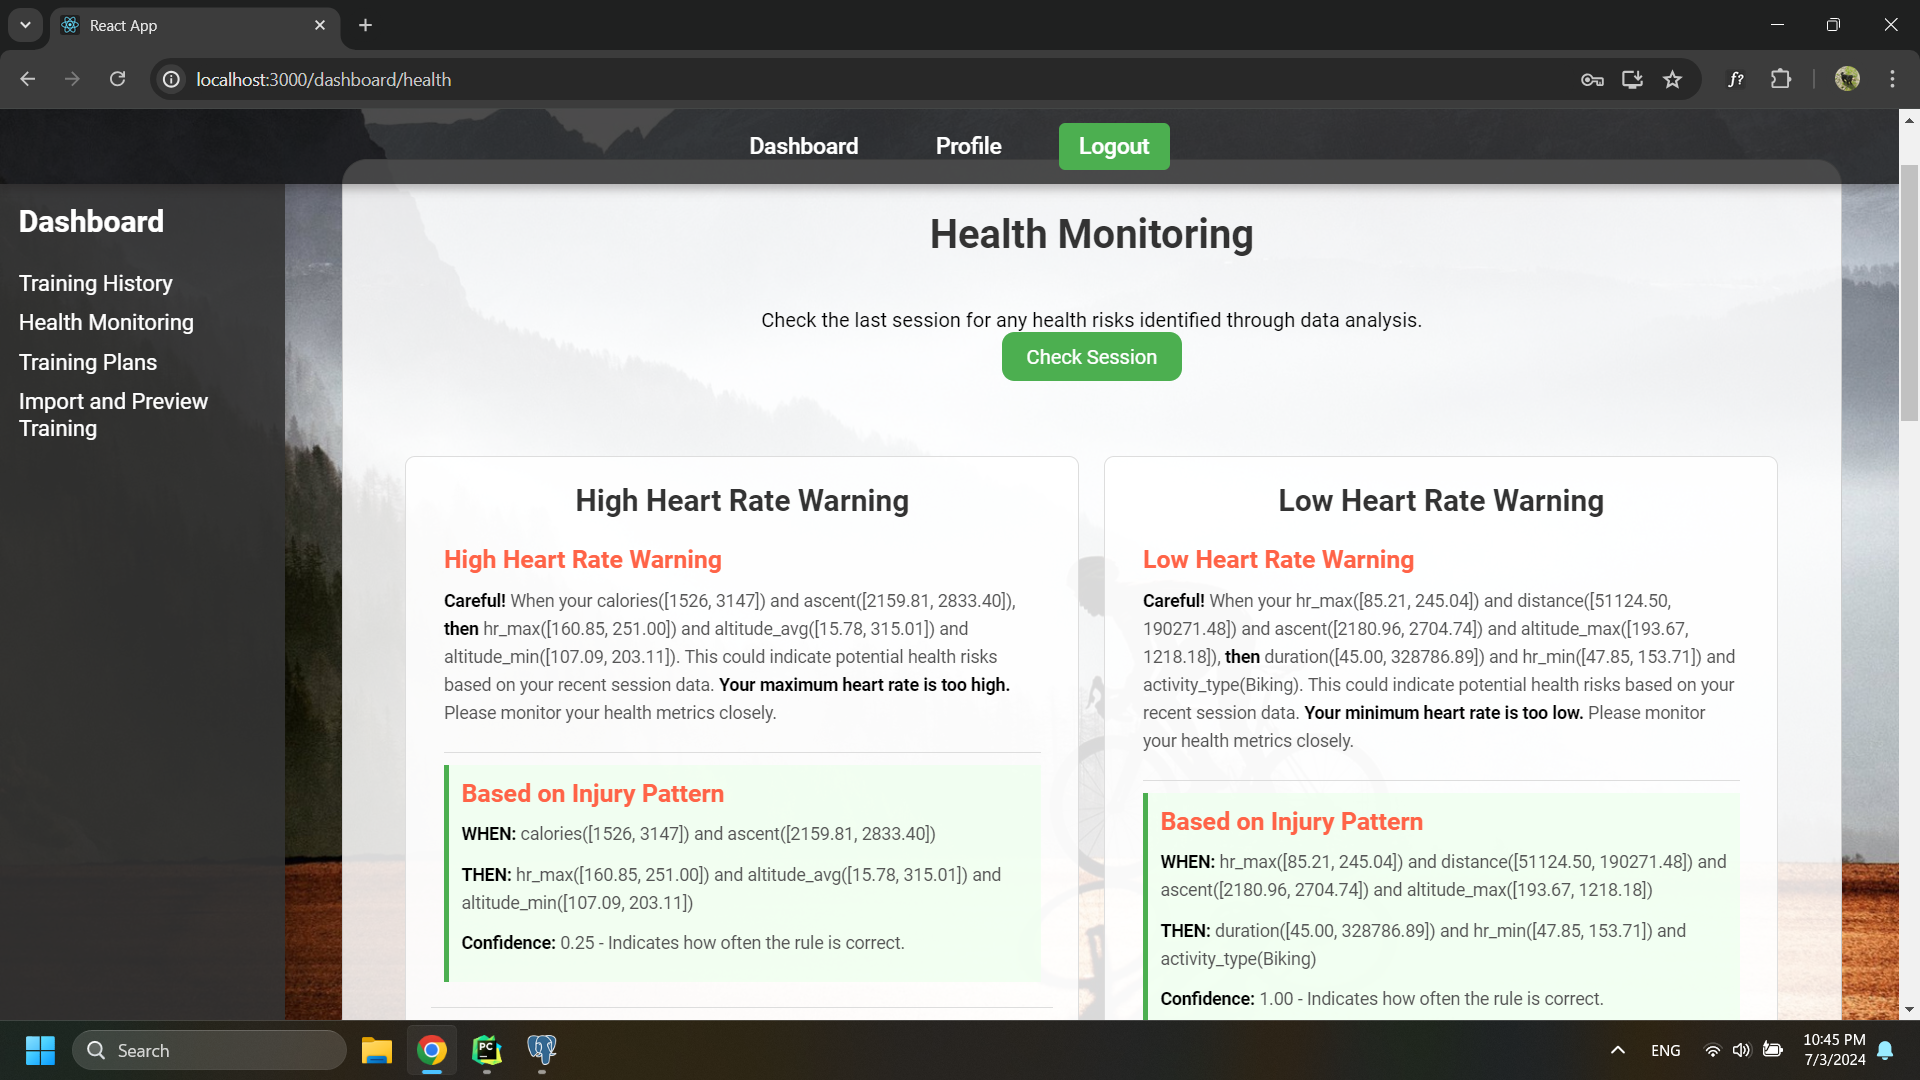 React App
localhost:3000/dashboard/health
f?
Dashboard
Profile
Logout
Dashboard
Training History
Health Monitoring
Training Plans
Import and Preview
Training
Health Monitoring
Check the last session for any health risks identified through data analysis.
Check Session
High Heart Rate Warning
High Heart Rate Warning
Careful! When your calories([1526, 3147]) and ascent([2159.81, 2833.40]),
then hr_max([160.85, 251.00]) and altitude_avg([15.78, 315.01]) and
altitude_min([107.09, 203.11]). This could indicate potential health risks
based on your recent session data. Your maximum heart rate is too high.
Please monitor your health metrics closely.
Based on Injury Pattern
WHEN: calories([1526, 3147]) and ascent([2159.81, 2833.40])
THEN: hr_max([160.85, 251.00]) and altitude_avg([15.78, 315.01]) and
altitude_min([107.09, 203.11])
Confidence: 0.25 - Indicates how often the rule is correct.
Low Heart Rate Warning
Low Heart Rate Warning
Careful! When your hr_max([85.21, 245.04]) and distance([51124.50,
190271.48]) and ascent([2180.96, 2704.74]) and altitude_max([193.67,
1218.18]), then duration([45.00, 328786.89]) and hr_min([47.85, 153.71]) and
activity_type(Biking). This could indicate potential health risks based on your
recent session data. Your minimum heart rate is too low. Please monitor
your health metrics closely.
Based on Injury Pattern
WHEN: hr_max([85.21, 245.04]) and distance([51124.50, 190271.48]) and
ascent([2180.96, 2704.74]) and altitude_max([193.67, 1218.18])
THEN: duration([45.00, 328786.89]) and hr_min([47.85, 153.71]) and
activity_type(Biking)
Confidence: 1.00 - Indicates how often the rule is correct.
Search
PC
ENG
10:45 PM
7/3/2024